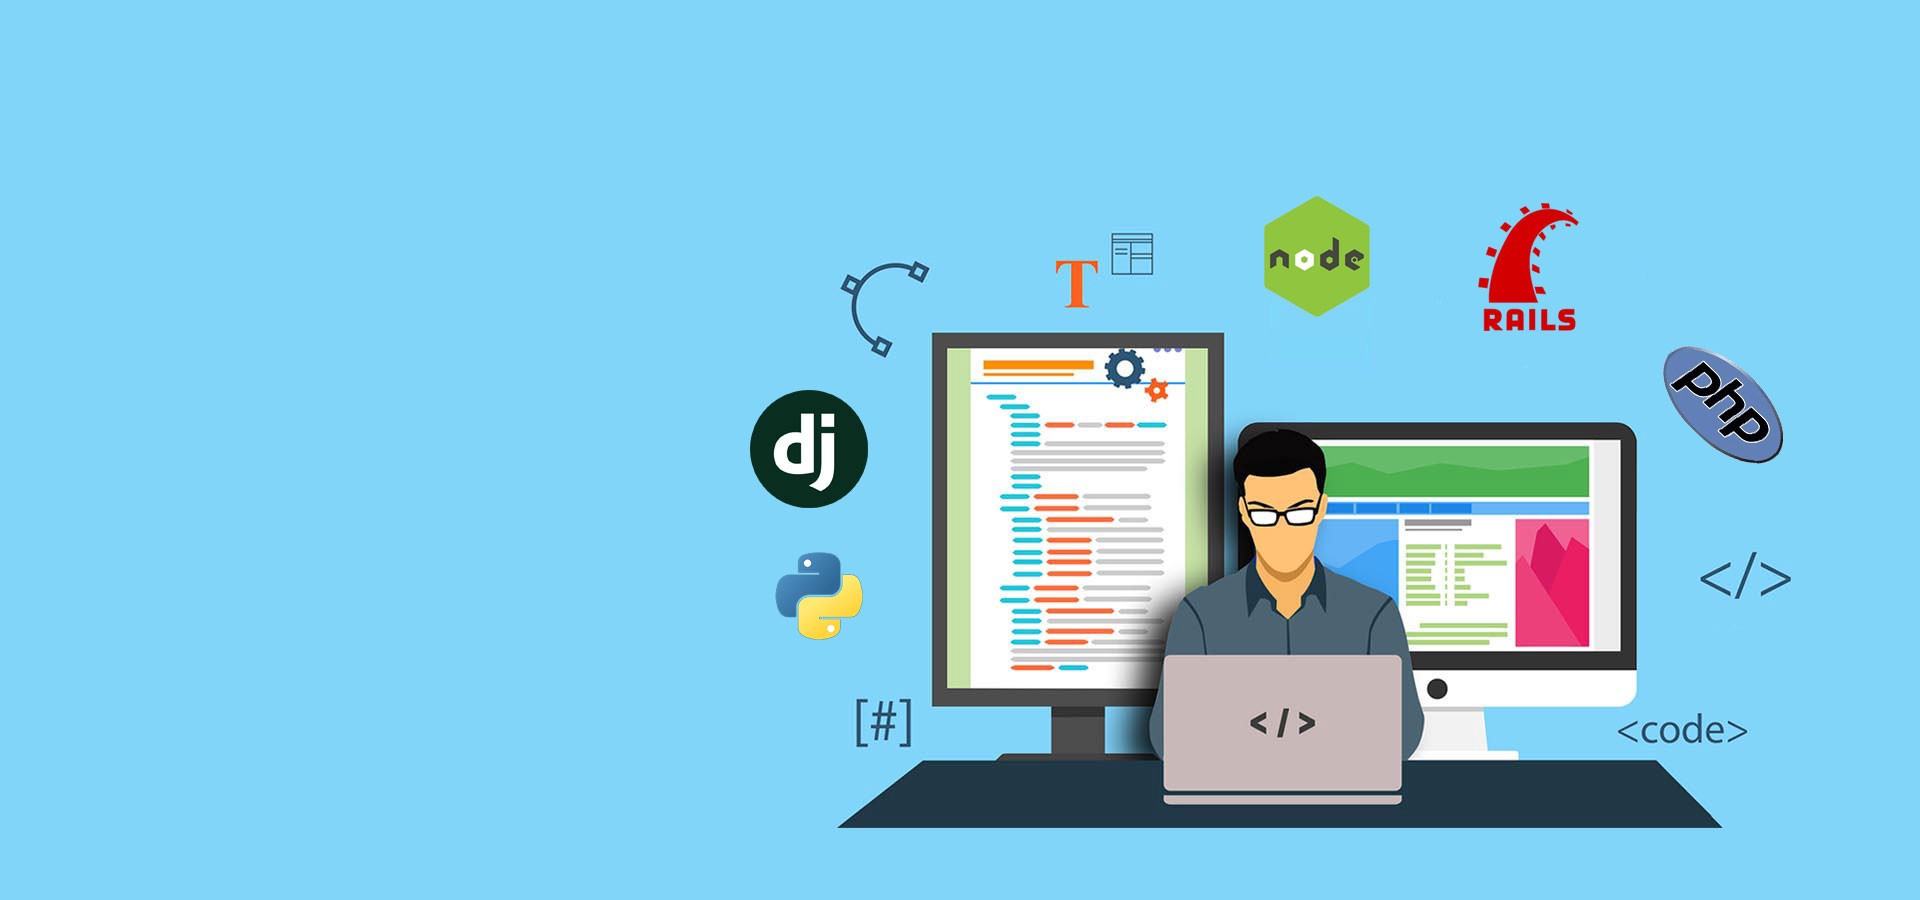 T
node
RAILS
php
dj
</>
[#]
</>
<code>